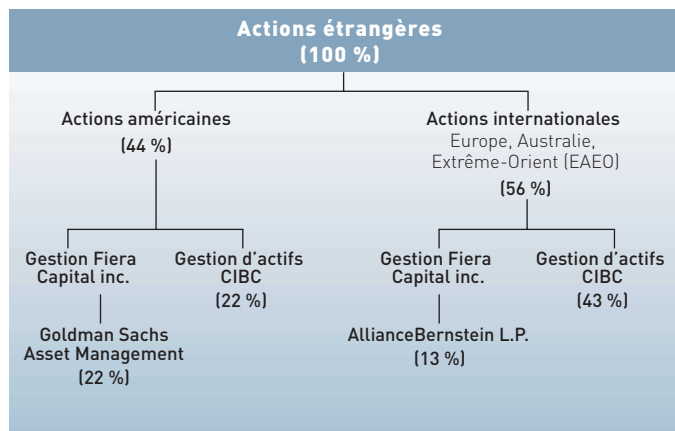 Actions étrangères
(100 %)
Actions américaines
(44 %)
Actions internationales
Europe, Australie,
Extrême-Orient (EAEO)
(56 %)
Gestion Fiera
Capital inc.
Gestion d'actifs
CIBC
(22 %)
Gestion Fiera
Capital inc.
Gestion d'actifs
CIBC
(43 %)
Goldman Sachs
Asset Management
(22 %)
AllianceBernstein L.P.
(13 %)